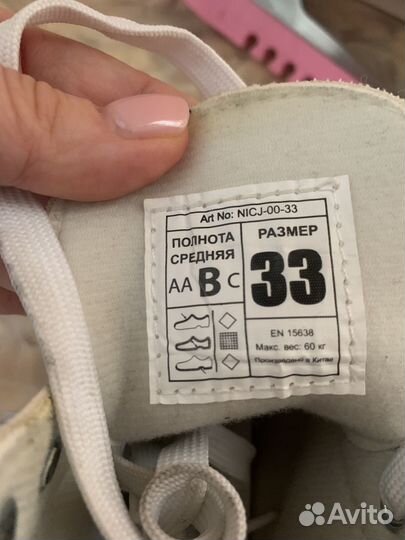 Art No: NICJ-00-33
ПОЛНОТА
СРЕДНЯЯ
AA B C
РАЗМЕР
33
EN 15638
Макс. вес: 60 кг
Произведено в Китае
Avito